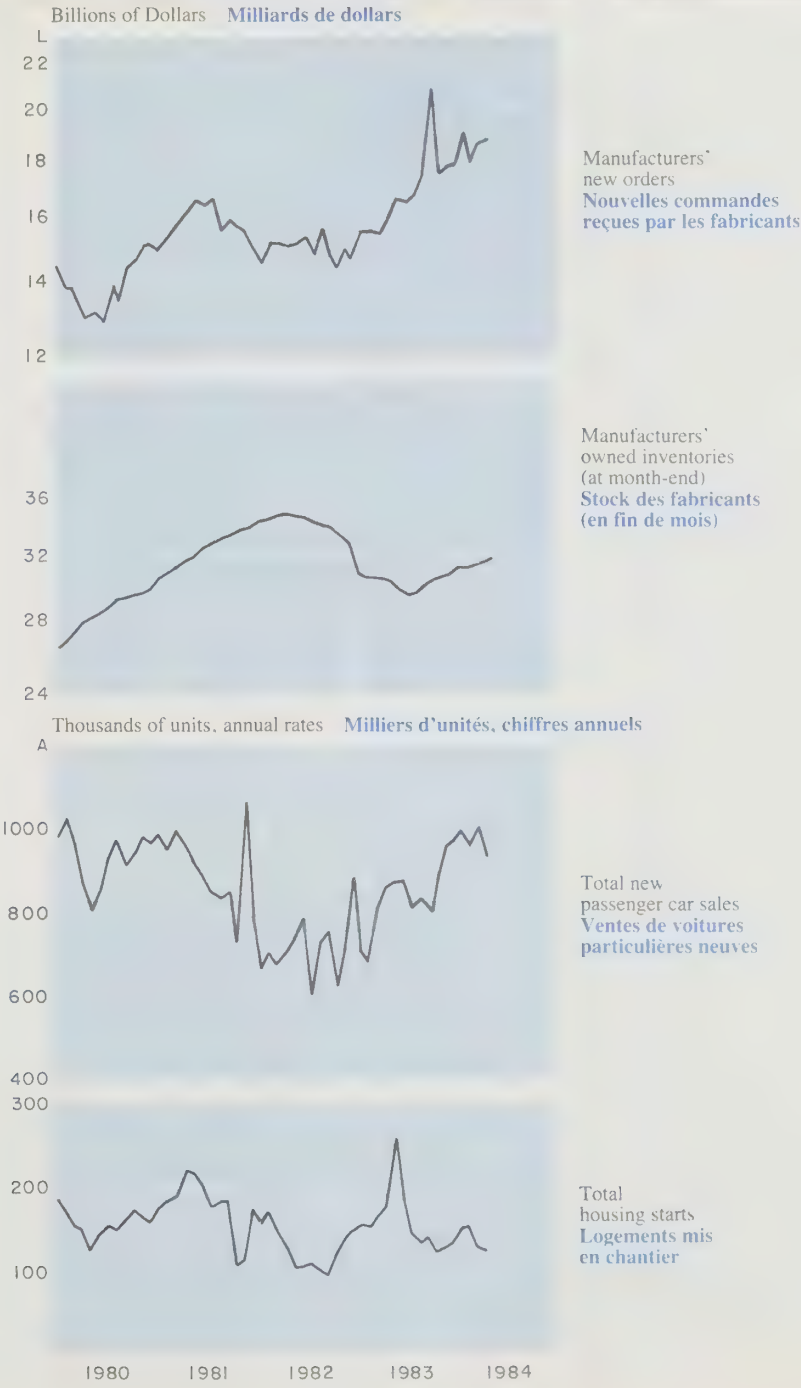 Billions of Dollars Milliards de dollars
L
22
20
18
16
14
12
Manufacturers'
new orders
Nouvelles commandes
reçues par les fabricants
36
32
28
24
Manufacturers'
owned inventories
(at month-end)
Stock des fabricants
(en fin de mois)
Thousands of units, annual rates Milliers d'unités, chiffres annuels
A
1000
800
600
400
Total new
passenger car sales
Ventes de voitures
particulières neuves
300
200
100
Total
housing starts
Logements mis
en chantier
1980 1981 1982 1983 1984